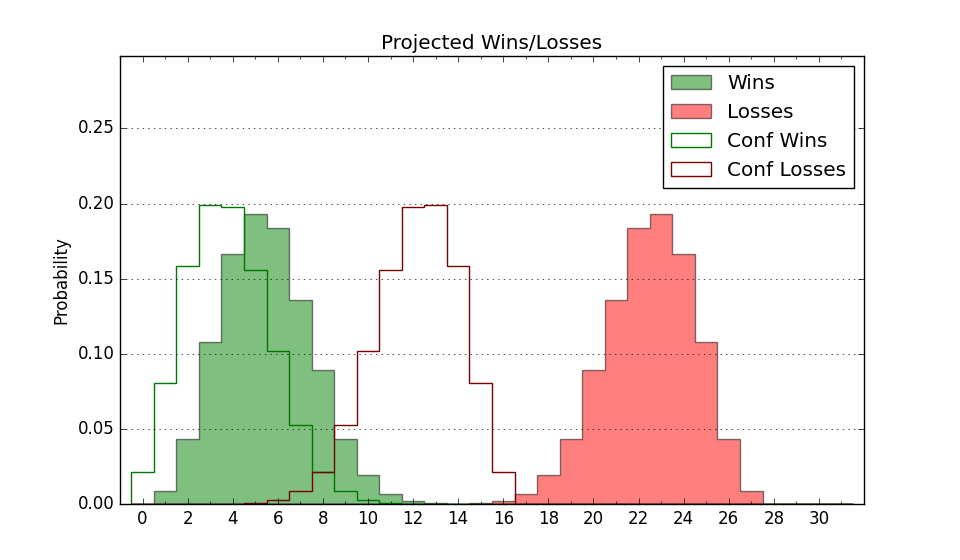 Projected Wins/Losses
Wins
Losses
Conf Wins
Conf Losses
Probability
0.25
0.20
0.15
0.10
0.05
0.00
0 2 4 6 8 10 12 14 16 18 20 22 24 26 28 30